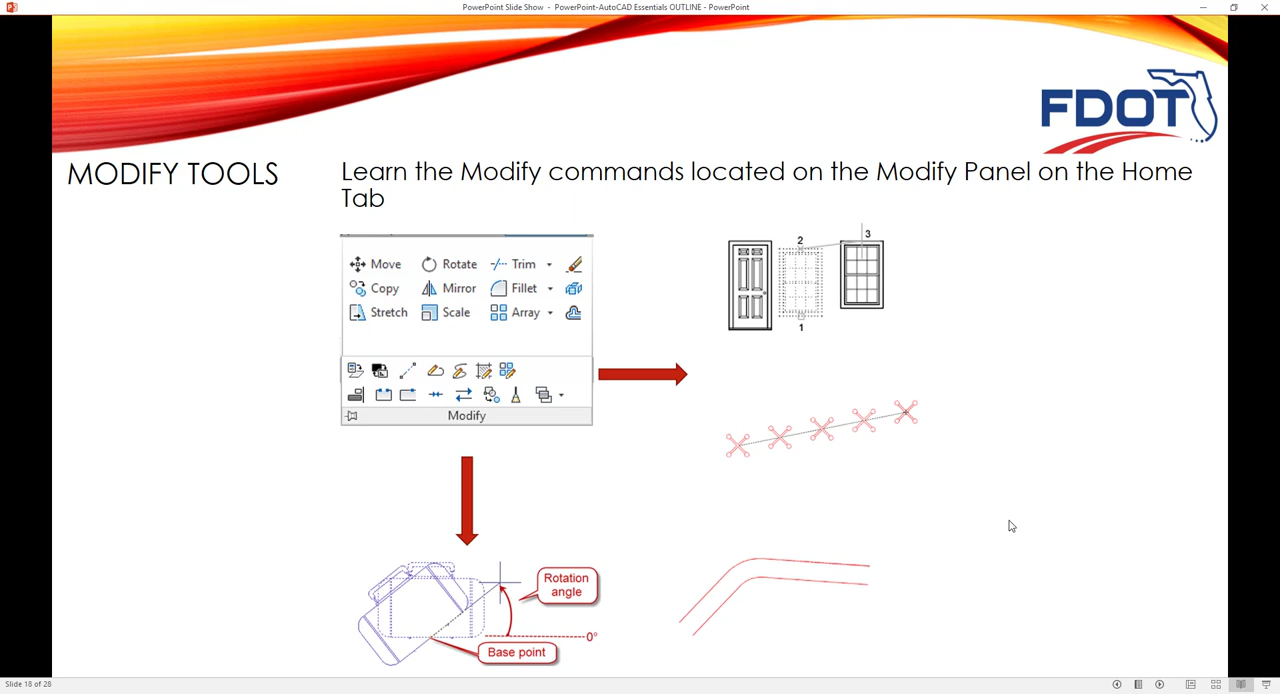 PowerPoint Slide Show - PowerPoint-AutoCAD Essentials OUTLINE - PowerPoint
FDOT
MODIFY TOOLS
Learn the Modify commands located on the Modify Panel on the Home
Tab
Move Rotate Trim
Copy Mirror Fillet
Stretch Scale Array
Modify
2 3
1
Rotation
angle
0°
Base point
Slide 18 of 28